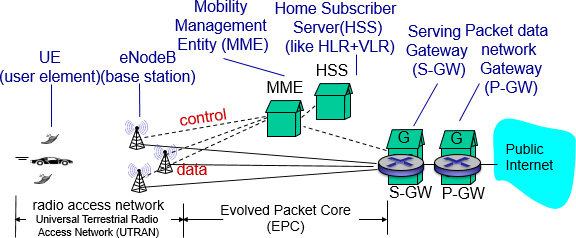 Mobility
Management
Entity (MME)
Home Subscriber
Server(HSS)
(like HLR+VLR)
Serving
Gateway
(S-GW)
Packet data
network
Gateway
(P-GW)
UE
(user element)
eNodeB
(base station)
MME
HSS
control
data
G
G
Public
Internet
S-GW
P-GW
radio access network
Universal Terrestrial Radio
Access Network (UTRAN)
Evolved Packet Core
(EPC)